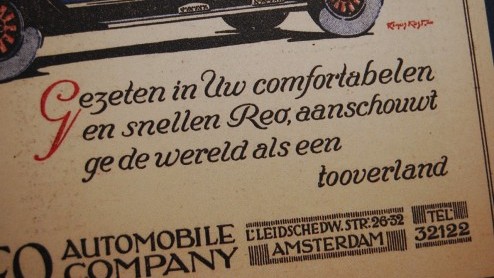 Gezeten in Uw comfortabelen
en snellen Reo, aanschouwt
ge de wereld als een
tooverland
EO AUTOMOBILE
COMPANY
L: LEIDSCHEDW. STR: 26-32
AMSTERDAM
TEL:
32122